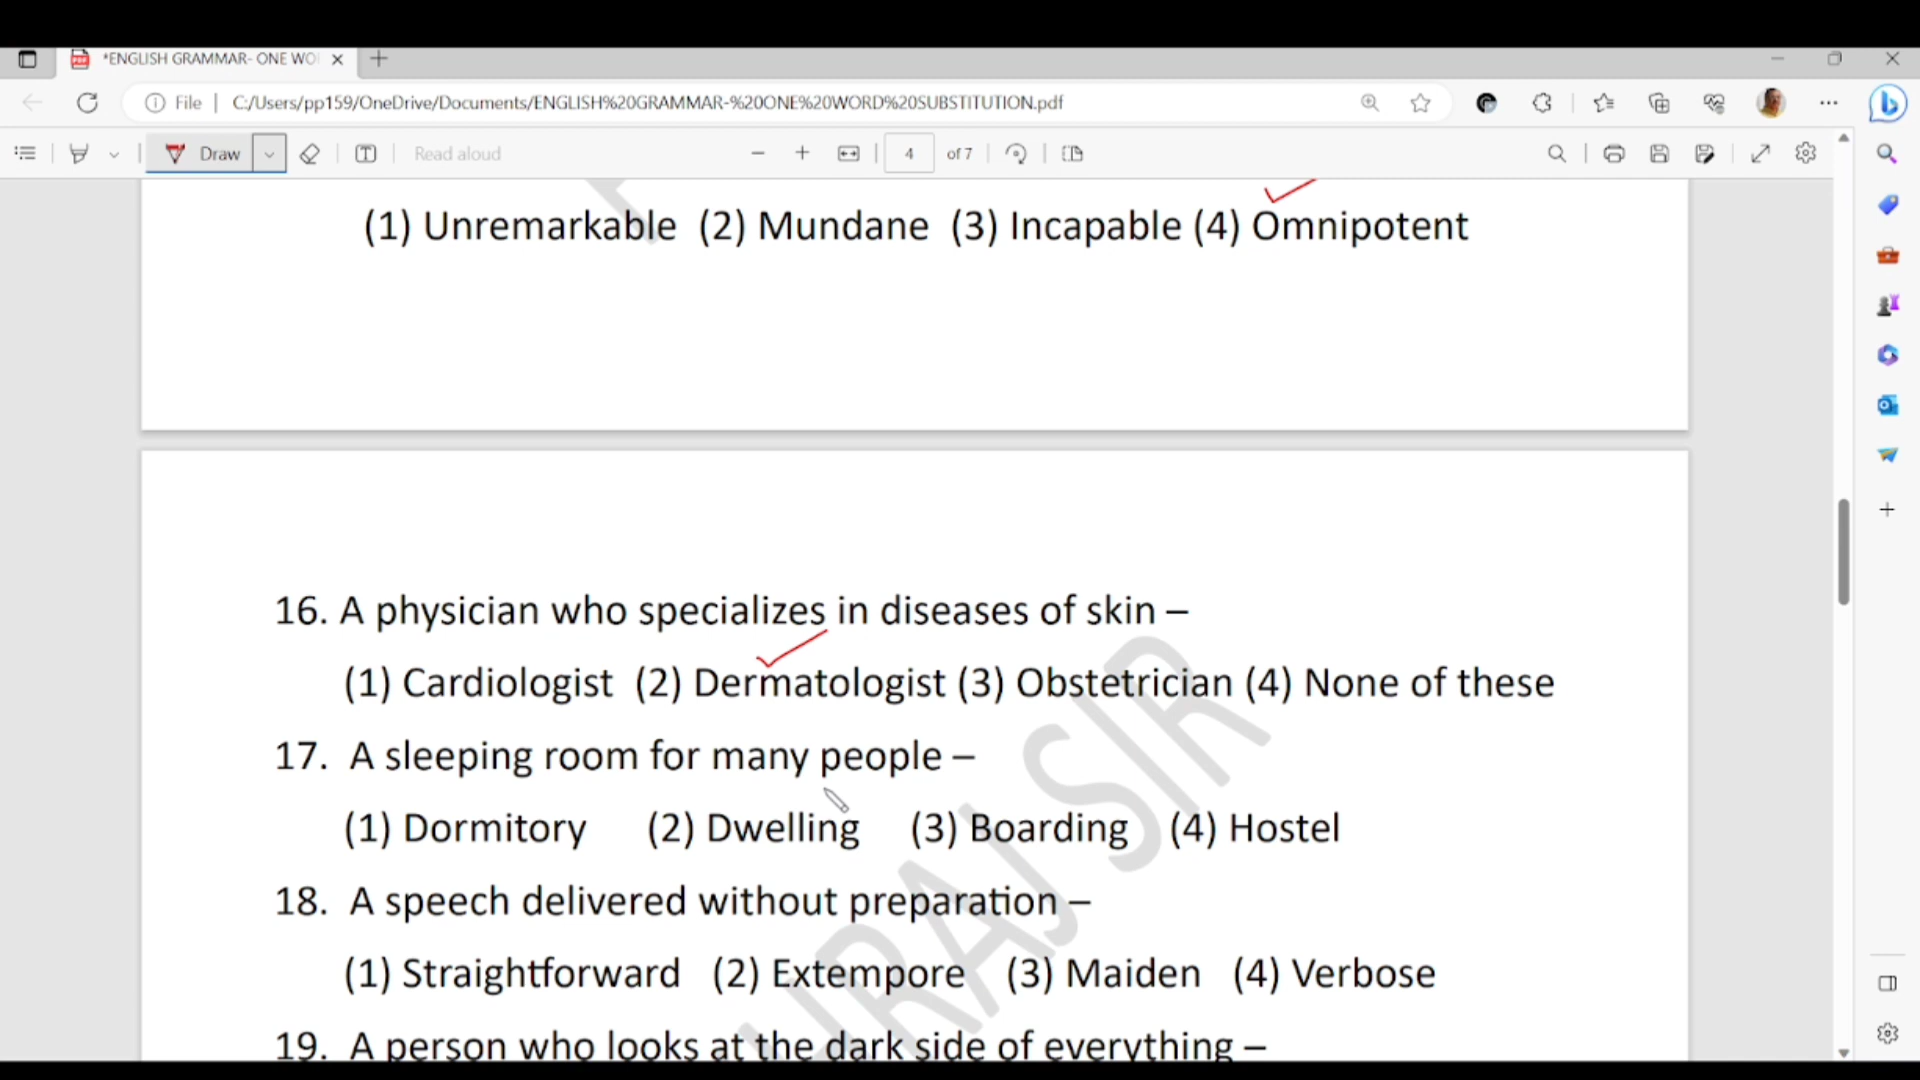 *ENGLISH GRAMMAR- ONE WO
File C:/Users/pp159/OneDrive/Documents/ENGLISH%20GRAMMAR-%20ONE%20WORD%20SUBSTITUTION.pdf
Draw Read aloud 4 of 7
(1) Unremarkable (2) Mundane (3) Incapable (4) Omnipotent
16. A physician who specializes in diseases of skin –
(1) Cardiologist (2) Dermatologist (3) Obstetrician (4) None of these
17. A sleeping room for many people –
(1) Dormitory (2) Dwelling (3) Boarding (4) Hostel
18. A speech delivered without preparation –
(1) Straightforward (2) Extempore (3) Maiden (4) Verbose
19. A person who looks at the dark side of everything –
RAJ SIR